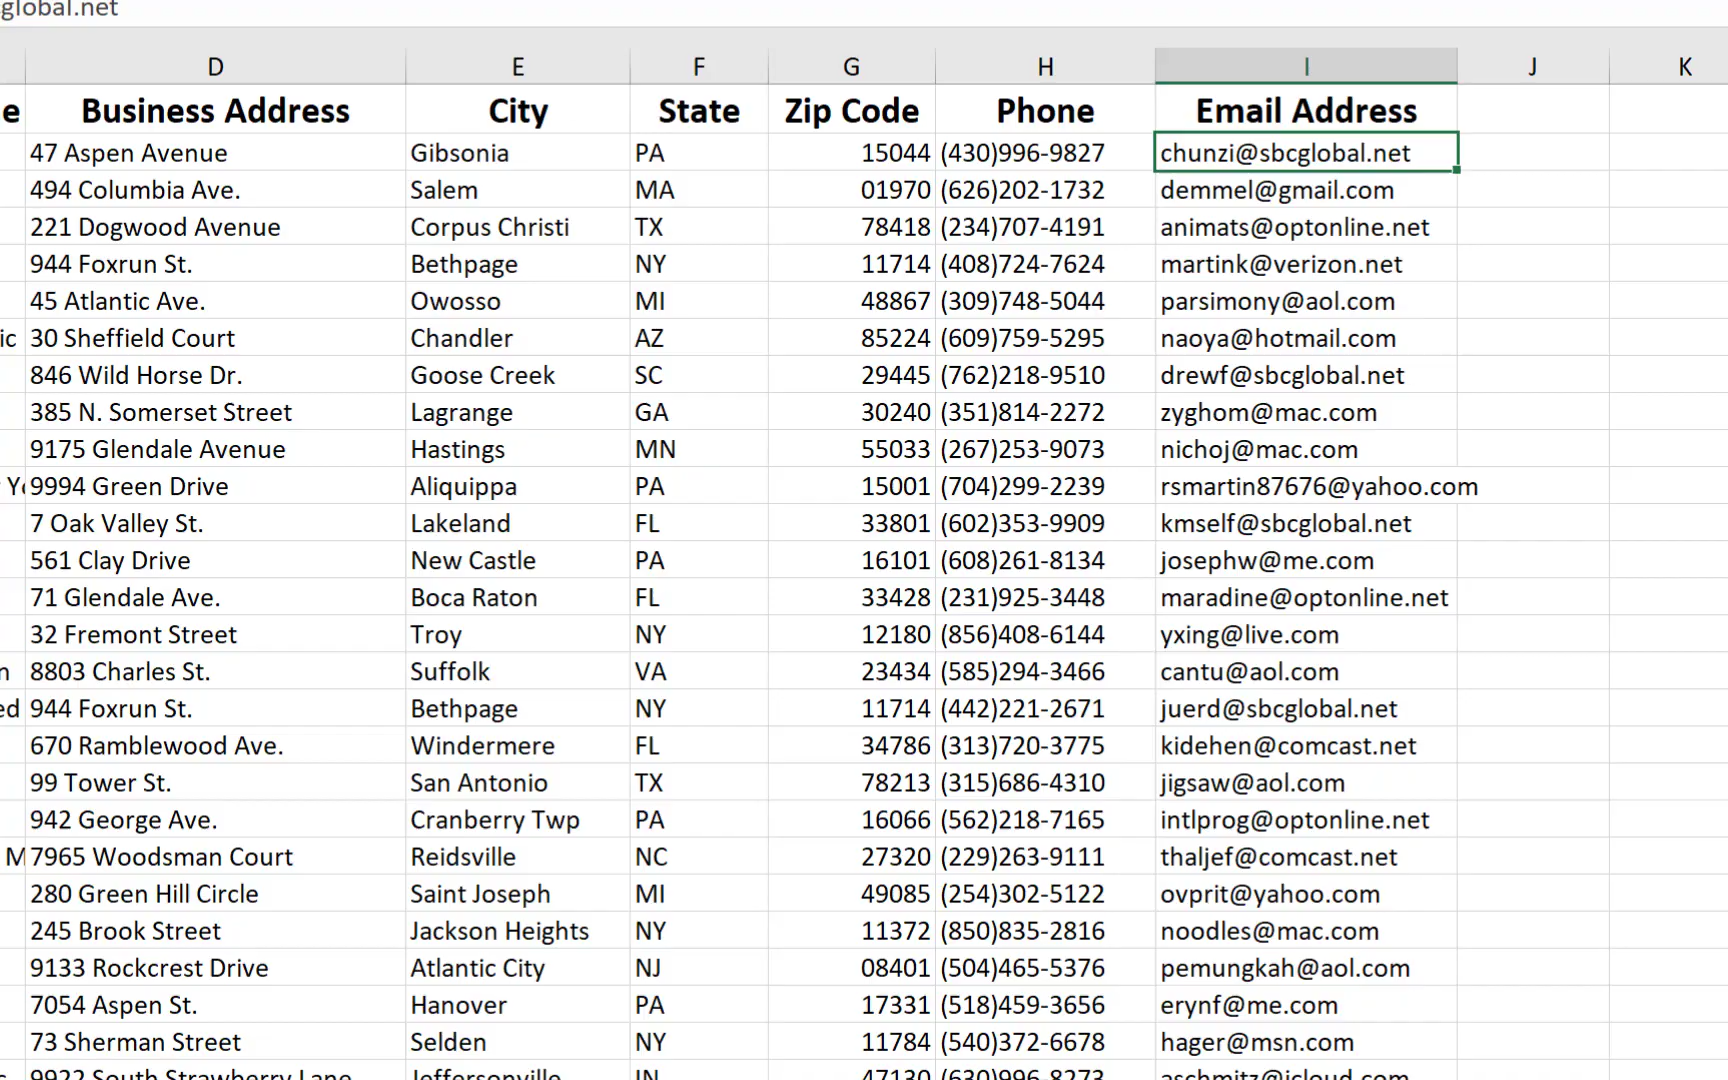 global.net
D E F G H I J K
e Business Address City State Zip Code Phone Email Address
47 Aspen Avenue Gibsonia PA 15044 (430)996-9827 chunzi@sbcglobal.net
494 Columbia Ave. Salem MA 01970 (626)202-1732 demmel@gmail.com
221 Dogwood Avenue Corpus Christi TX 78418 (234)707-4191 animats@optonline.net
944 Foxrun St. Bethpage NY 11714 (408)724-7624 martink@verizon.net
45 Atlantic Ave. Owosso MI 48867 (309)748-5044 parsimony@aol.com
ic 30 Sheffield Court Chandler AZ 85224 (609)759-5295 naoya@hotmail.com
846 Wild Horse Dr. Goose Creek SC 29445 (762)218-9510 drewf@sbcglobal.net
385 N. Somerset Street Lagrange GA 30240 (351)814-2272 zyghom@mac.com
9175 Glendale Avenue Hastings MN 55033 (267)253-9073 nichoj@mac.com
9994 Green Drive Aliquippa PA 15001 (704)299-2239 rsmartin87676@yahoo.com
7 Oak Valley St. Lakeland FL 33801 (602)353-9909 kmself@sbcglobal.net
561 Clay Drive New Castle PA 16101 (608)261-8134 josephw@me.com
71 Glendale Ave. Boca Raton FL 33428 (231)925-3448 maradine@optonline.net
32 Fremont Street Troy NY 12180 (856)408-6144 yxing@live.com
n 8803 Charles St. Suffolk VA 23434 (585)294-3466 cantu@aol.com
ed 944 Foxrun St. Bethpage NY 11714 (442)221-2671 juerd@sbcglobal.net
670 Ramblewood Ave. Windermere FL 34786 (313)720-3775 kidehen@comcast.net
99 Tower St. San Antonio TX 78213 (315)686-4310 jigsaw@aol.com
942 George Ave. Cranberry Twp PA 16066 (562)218-7165 intlprog@optonline.net
M 7965 Woodsman Court Reidsville NC 27320 (229)263-9111 thaljef@comcast.net
280 Green Hill Circle Saint Joseph MI 49085 (254)302-5122 ovprit@yahoo.com
245 Brook Street Jackson Heights NY 11372 (850)835-2816 noodles@mac.com
9133 Rockcrest Drive Atlantic City NJ 08401 (504)465-5376 pemungkah@aol.com
7054 Aspen St. Hanover PA 17331 (518)459-3656 erynf@me.com
73 Sherman Street Selden NY 11784 (540)372-6678 hager@msn.com
9922 South Strawberry Lane Jeffersonville IN 47130 (630)996-8273 aschmitz@icloud.com